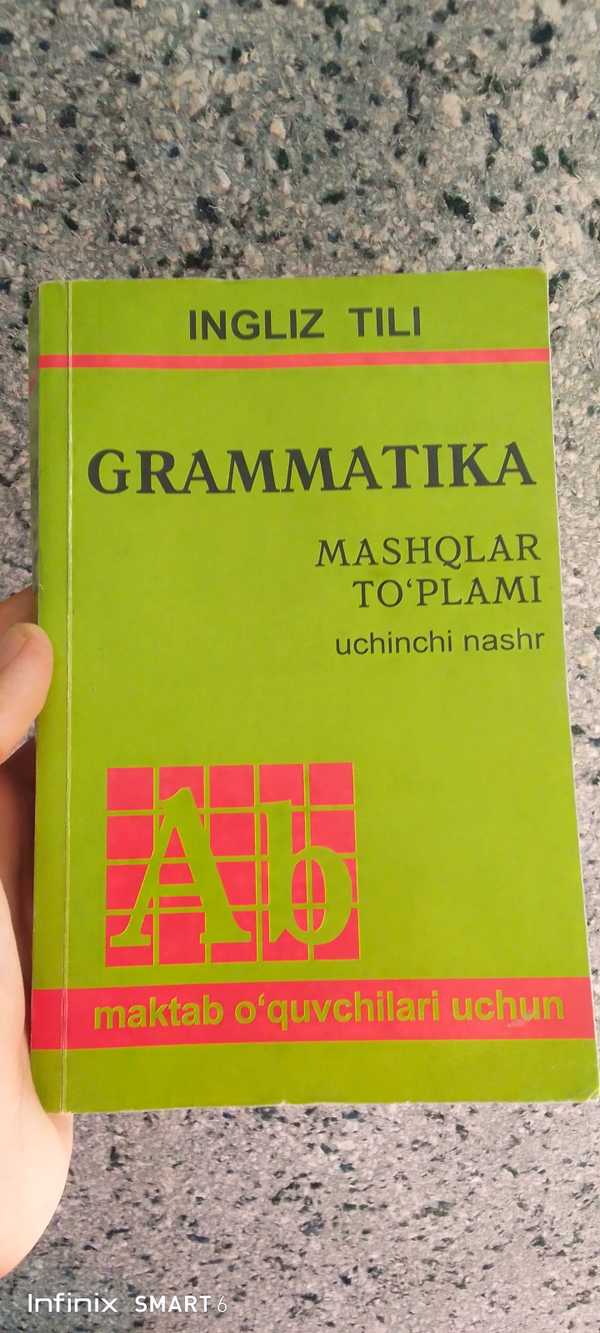 INGLIZ TILI
GRAMMATIKA
MASHQLAR
TO‘PLAMI
uchinchi nashr
Ab
maktab o‘quvchilari uchun
Infinix SMART 6